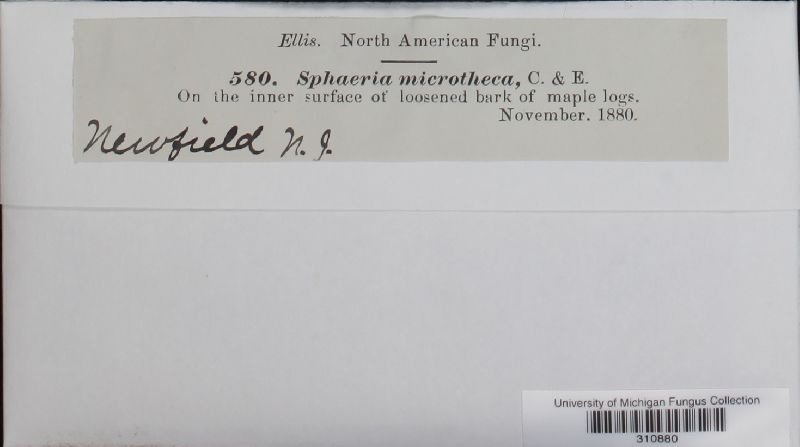 Ellis. North American Fungi.
580. Sphaeria microtheca, C. & E.
On the inner surface of loosened bark of maple logs.
November. 1880.
Newfield N. J.
University of Michigan Fungus Collection
310880